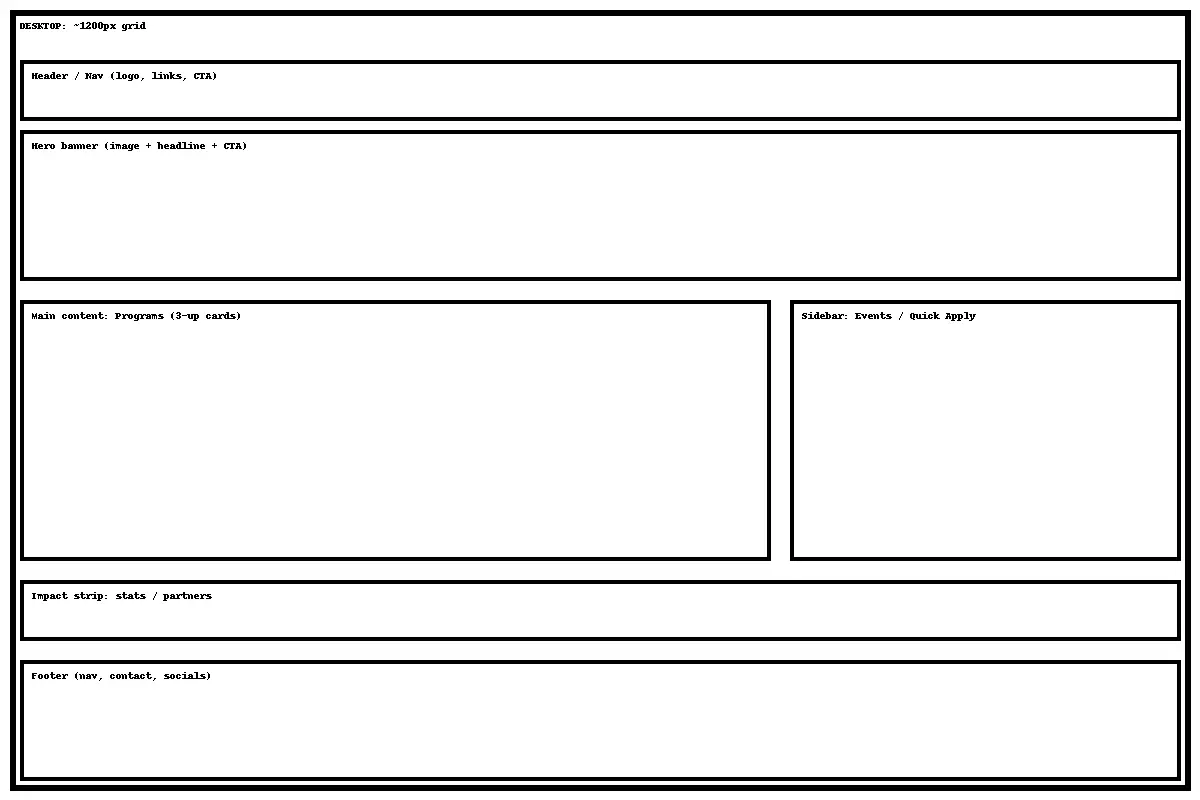 DESKTOP: ~1200px grid
Header / Nav (logo, links, CTA)
Hero banner (image + headline + CTA)
Main content: Programs (3-up cards)
Sidebar: Events / Quick Apply
Impact strip: stats / partners
Footer (nav, contact, socials)